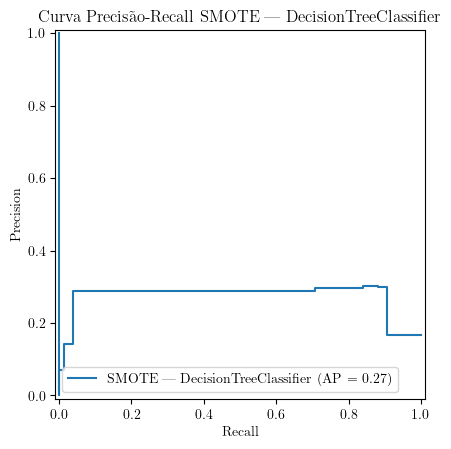 Curva Precisão-Recall SMOTE — DecisionTreeClassifier
1.0
0.8
0.6
0.4
0.2
0.0
Precision
SMOTE — DecisionTreeClassifier (AP = 0.27)
0.0 0.2 0.4 0.6 0.8 1.0
Recall